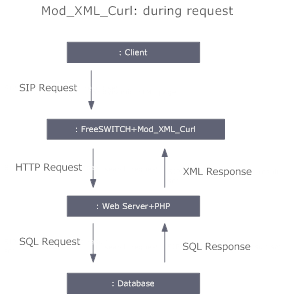 Mod_XML_Curl: during request
: Client
SIP Request
: FreeSWITCH+Mod_XML_Curl
HTTP Request
XML Response
: Web Server+PHP
SQL Request
SQL Response
: Database